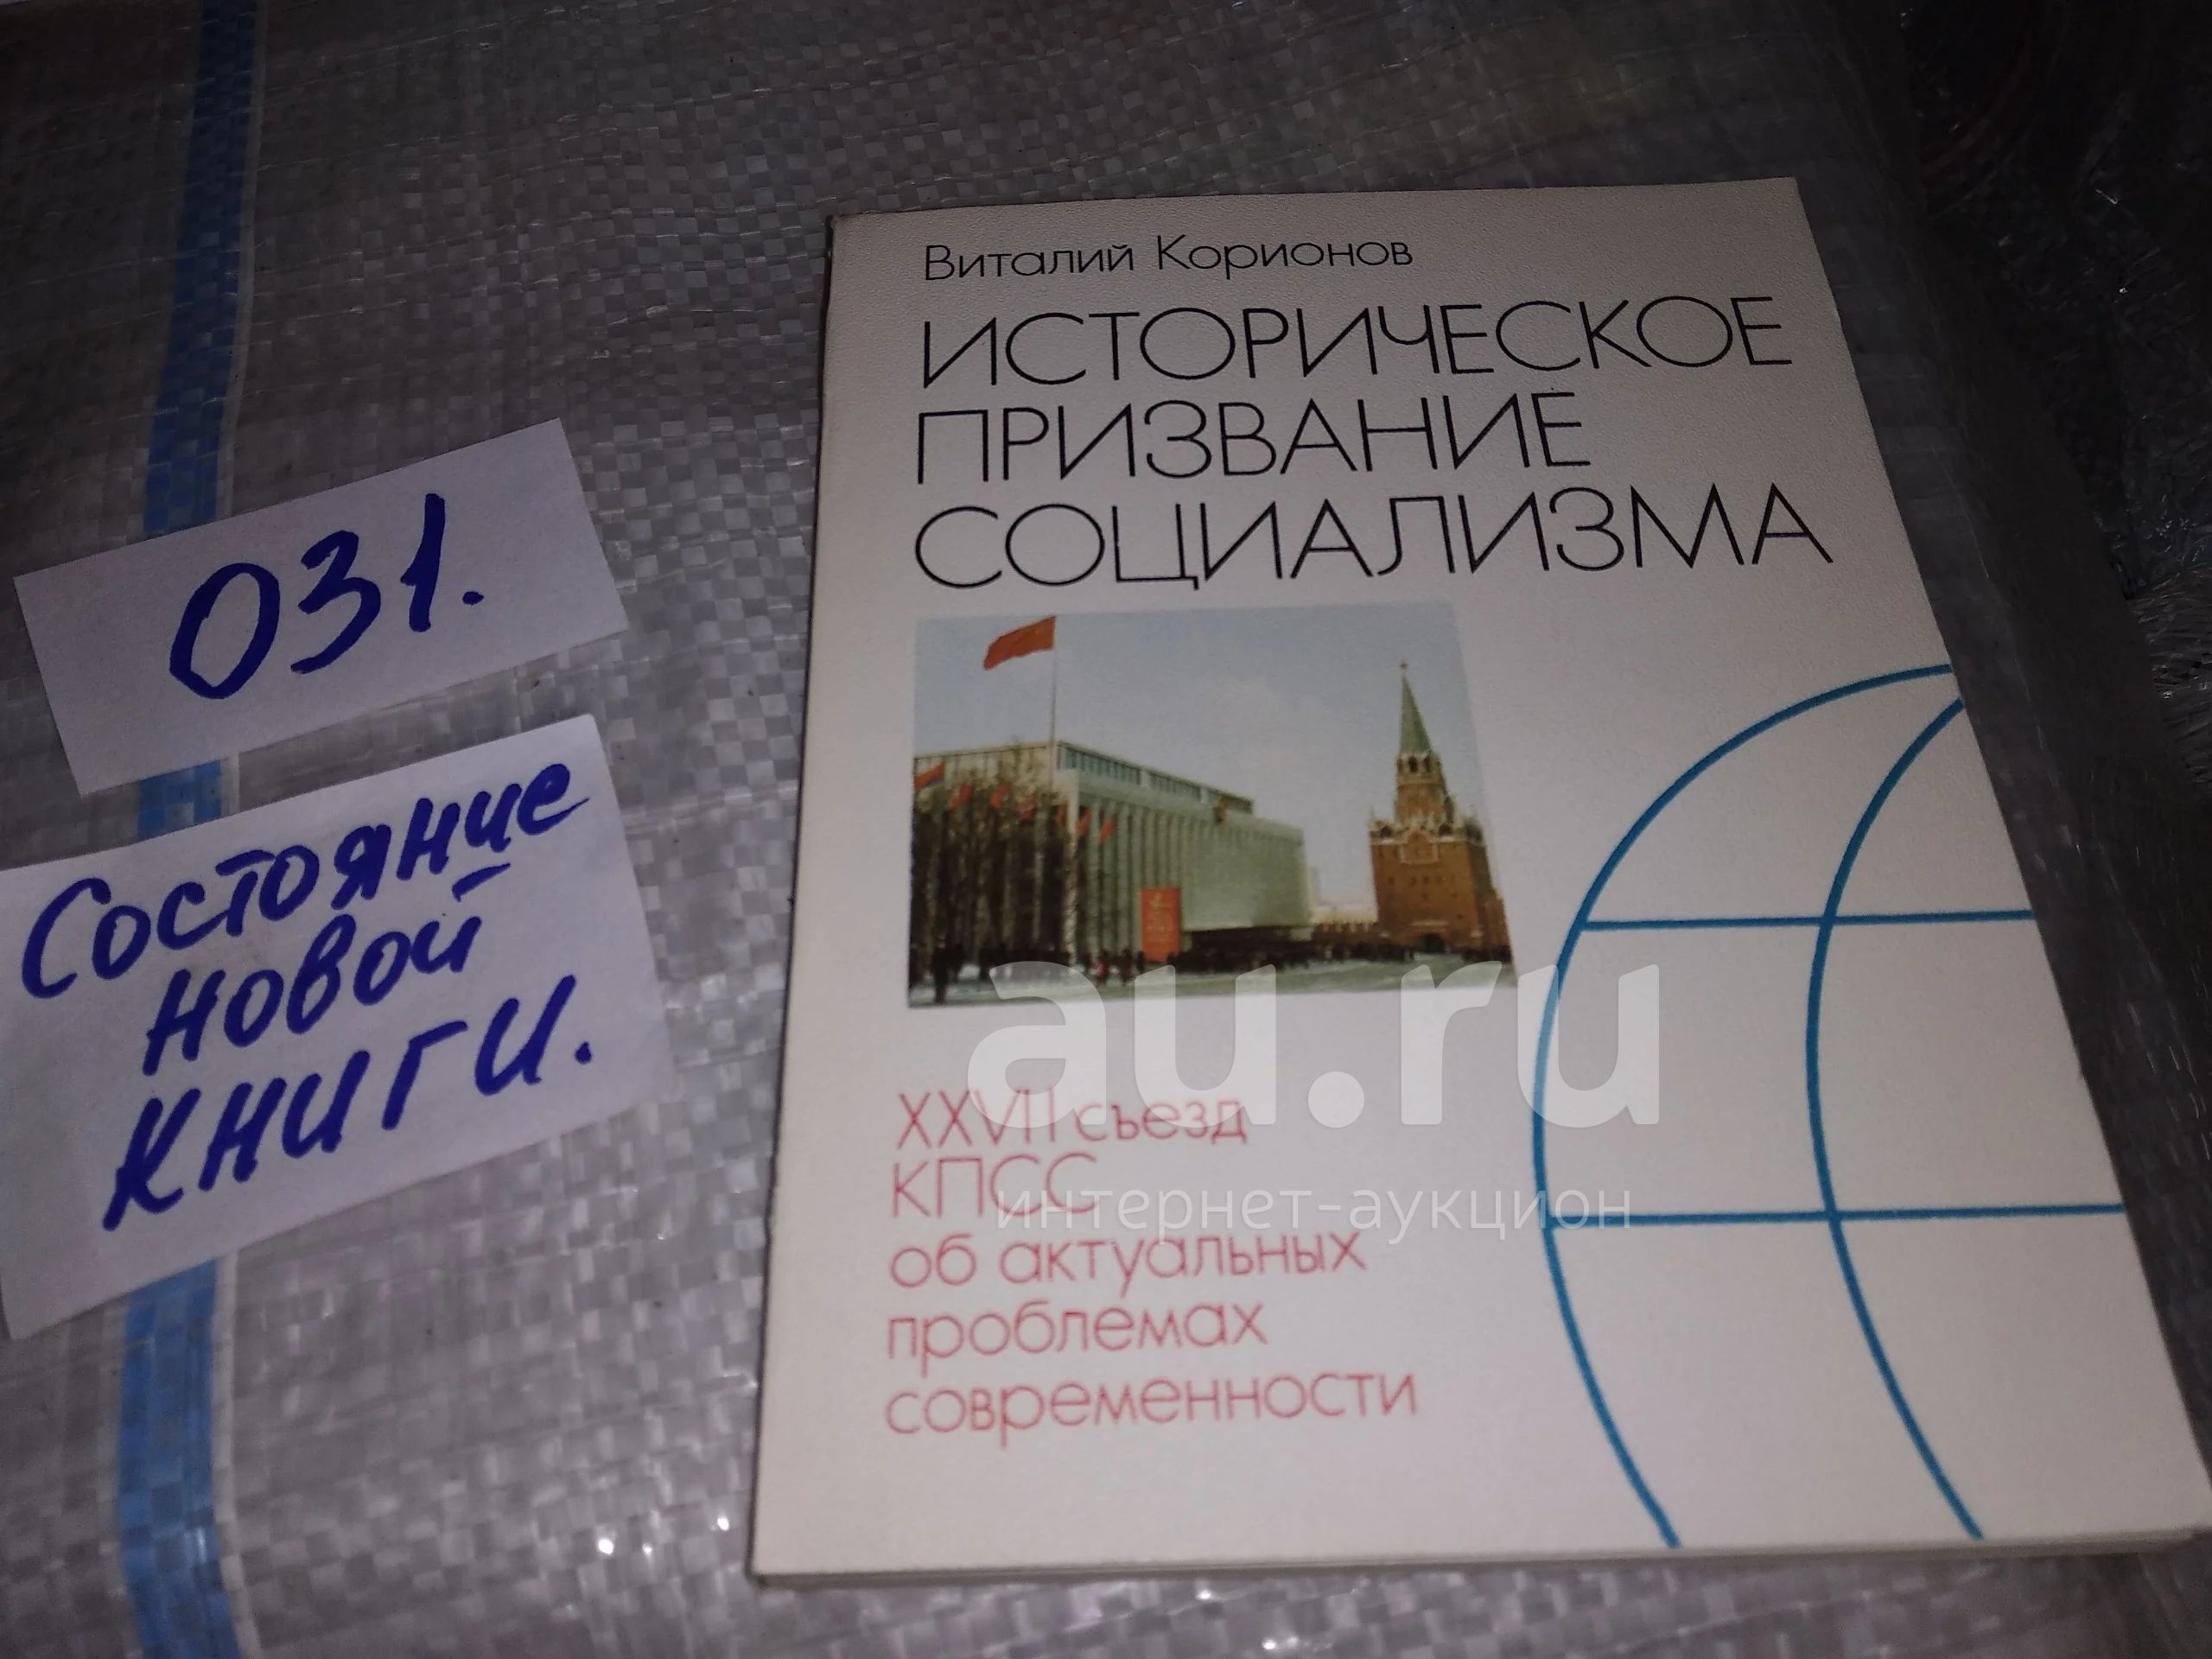 Виталий Корионов
ИСТОРИЧЕСКОЕ
ПРИЗВАНИЕ
СОЦИАЛИЗМА
XXVII съезд
КПСС
об актуальных
проблемах
современности
031.
Состояние
новой
книги.
au.ru
интернет-аукцион